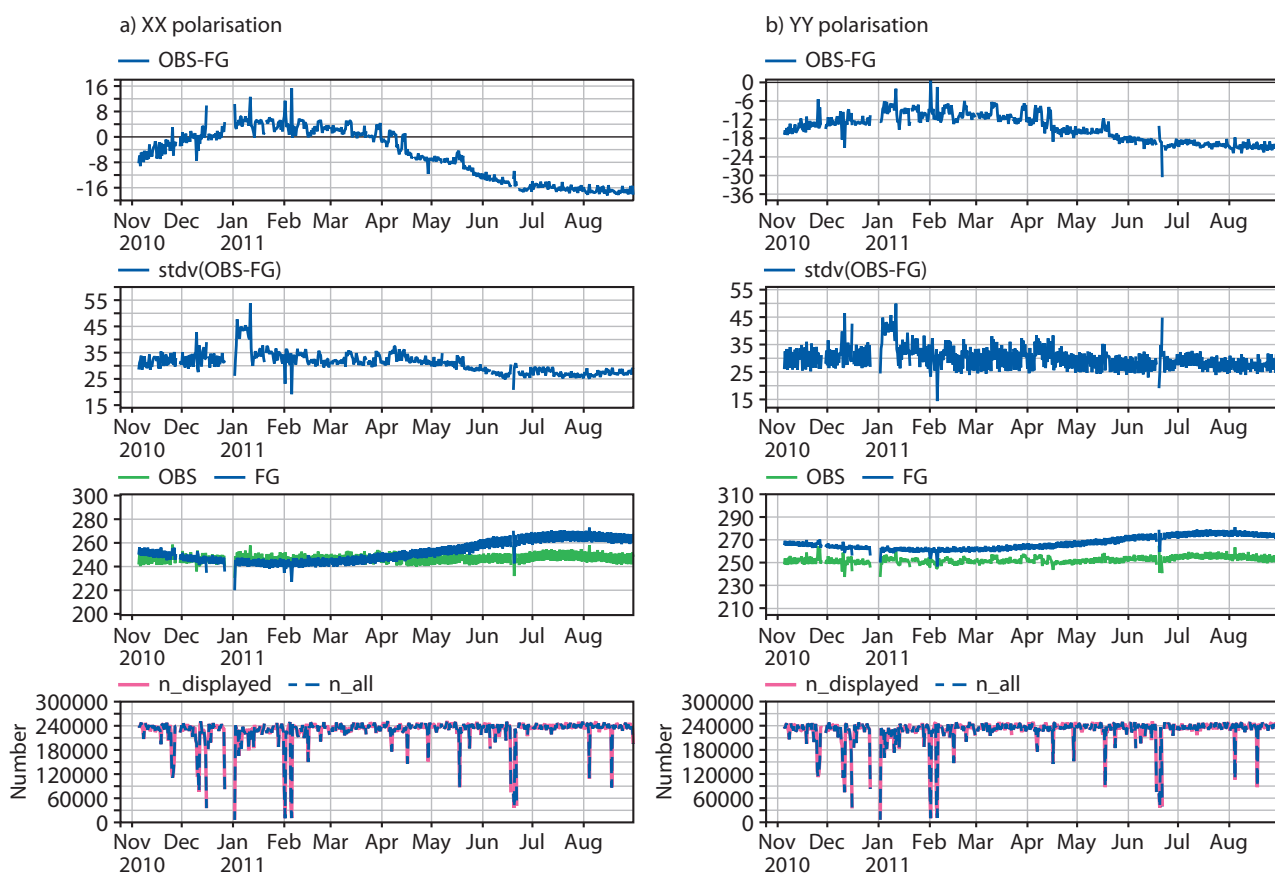 a) XX polarisation
OBS-FG
16
8
0
-8
-16
Nov Dec Jan Feb Mar Apr May Jun Jul Aug
2010 2011
stdv(OBS-FG)
55
45
35
25
15
Nov Dec Jan Feb Mar Apr May Jun Jul Aug
2010 2011
OBS FG
300
280
260
240
220
200
Nov Dec Jan Feb Mar Apr May Jun Jul Aug
2010 2011
n_displayed n_all
Number
300000
240000
180000
120000
60000
0
Nov Dec Jan Feb Mar Apr May Jun Jul Aug
2010 2011
b) YY polarisation
OBS-FG
0
-6
-12
-18
-24
-30
-36
Nov Dec Jan Feb Mar Apr May Jun Jul Aug
2010 2011
stdv(OBS-FG)
55
45
35
25
15
Nov Dec Jan Feb Mar Apr May Jun Jul Aug
2010 2011
OBS FG
310
290
270
250
230
210
Nov Dec Jan Feb Mar Apr May Jun Jul Aug
2010 2011
n_displayed n_all
Number
300000
240000
180000
120000
60000
0
Nov Dec Jan Feb Mar Apr May Jun Jul Aug
2010 2011